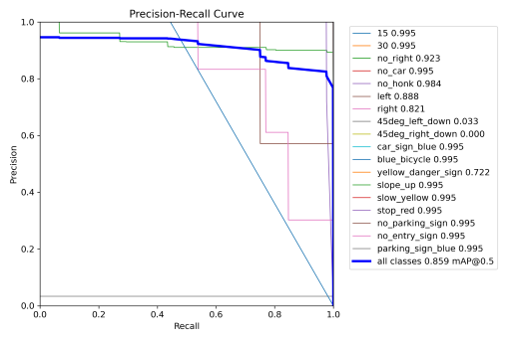 Precision-Recall Curve
1.0
0.8
0.6
0.4
0.2
0.0
Precision
0.0 0.2 0.4 0.6 0.8 1.0
Recall
15 0.995
30 0.995
no_right 0.923
no_car 0.995
no_honk 0.984
left 0.888
right 0.821
45deg_left_down 0.033
45deg_right_down 0.000
car_sign_blue 0.995
blue_bicycle 0.995
yellow_danger_sign 0.722
slope_up 0.995
slow_yellow 0.995
stop_red 0.995
no_parking_sign 0.995
no_entry_sign 0.995
parking_sign_blue 0.995
all classes 0.859 mAP@0.5